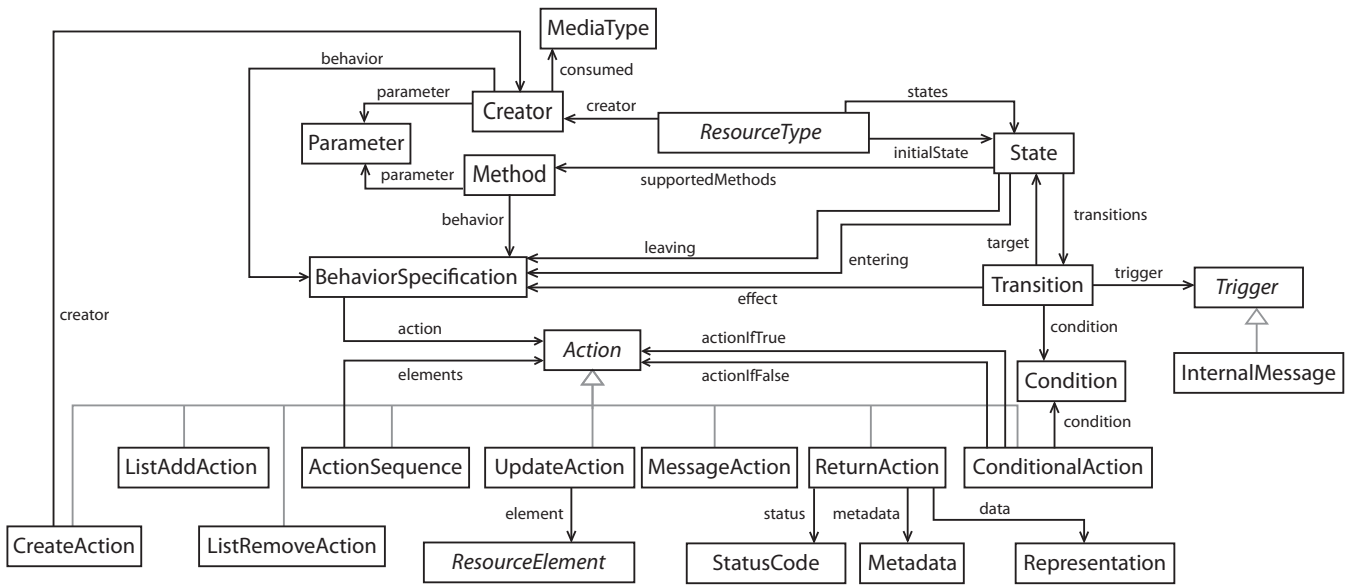 MediaType
behavior
consumed
parameter
Creator
creator
states
ResourceType
Parameter
initialState
State
parameter
Method
supportedMethods
behavior
transitions
leaving
target
entering
BehaviorSpecification
effect
Transition
trigger
Trigger
creator
action
Action
actionIfTrue
condition
elements
actionIfFalse
Condition
InternalMessage
condition
ListAddAction
ActionSequence
UpdateAction
MessageAction
ReturnAction
ConditionalAction
element
status
metadata
data
CreateAction
ListRemoveAction
ResourceElement
StatusCode
Metadata
Representation